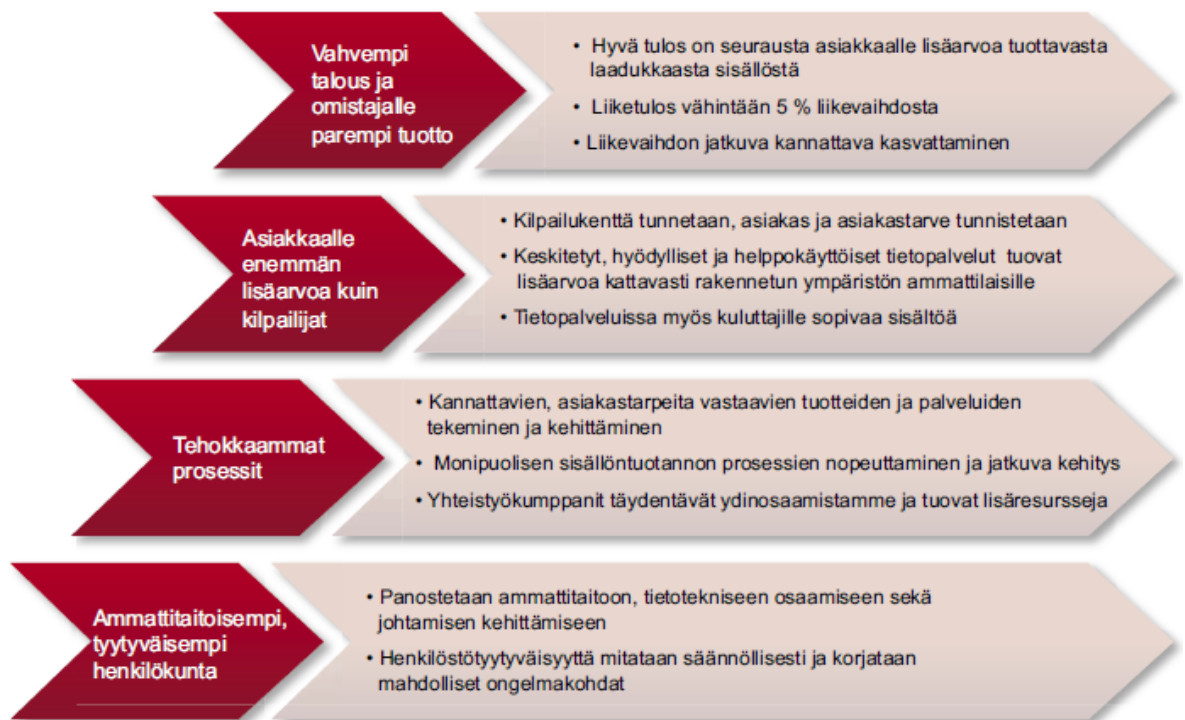 Vahvempi
talous ja
omistajalle
parempi tuotto
• Hyvä tulos on seurausta asiakkaalle lisäarvoa tuottavasta
laadukkaasta sisällöstä
• Liiketulos vähintään 5 % liikevaihdosta
• Liikevaihdon jatkuva kannattava kasvattaminen
Asiakkaalle
enemmän
lisäarvoa kuin
kilpailijat
• Kilpailukenttä tunnetaan, asiakas ja asiakastarve tunnistetaan
• Keskitetyt, hyödylliset ja helppokäyttöiset tietopalvelut tuovat
lisäarvoa kattavasti rakennetun ympäristön ammattilaisille
• Tietopalveluissa myös kuluttajille sopivaa sisältöä
Tehokkaammat
prosessit
• Kannattavien, asiakastarpeita vastaavien tuotteiden ja palveluiden
tekeminen ja kehittäminen
• Monipuolisen sisällöntuotannon prosessien nopeuttaminen ja jatkuva kehitys
• Yhteistyökumppanit täydentävät ydinosaamistamme ja tuovat lisäresursseja
Ammattitaitoisempi,
tyytyväisempi
henkilökunta
• Panostetaan ammattitaitoon, tietotekniseen osaamiseen sekä
johtamisen kehittämiseen
• Henkilöstötyytyväisyyttä mitataan säännöllisesti ja korjataan
mahdolliset ongelmakohdat